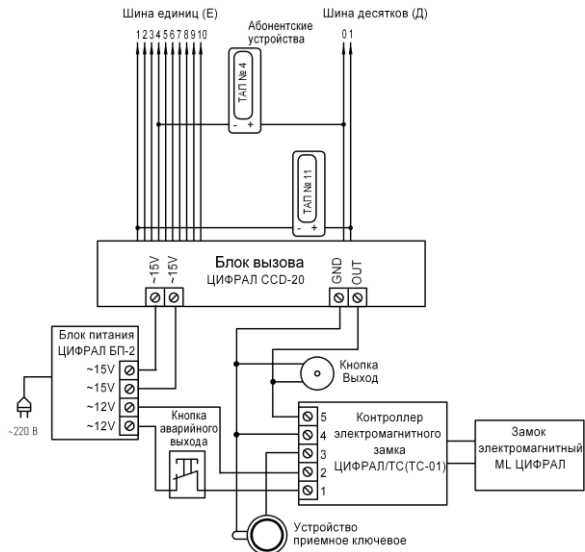 Шина единиц (Е)
Абонентские
устройства
Шина десятков (Д)
1 2 3 4 5 6 7 8 9 10
0 1
ТАП № 4
- +
ТАП № 11
- +
Блок вызова
ЦИФРАЛ CCD-20
~15V
~15V
GND
OUT
Блок питания
ЦИФРАЛ БП-2
~15V
~15V
~12V
~12V
~220 В
Кнопка
аварийного
выхода
Кнопка
Выход
5
4
3
2
1
Контроллер
электромагнитного
замка
ЦИФРАЛ/ТС(ТС-01)
Замок
электромагнитный
ML ЦИФРАЛ
Устройство
приемное ключевое